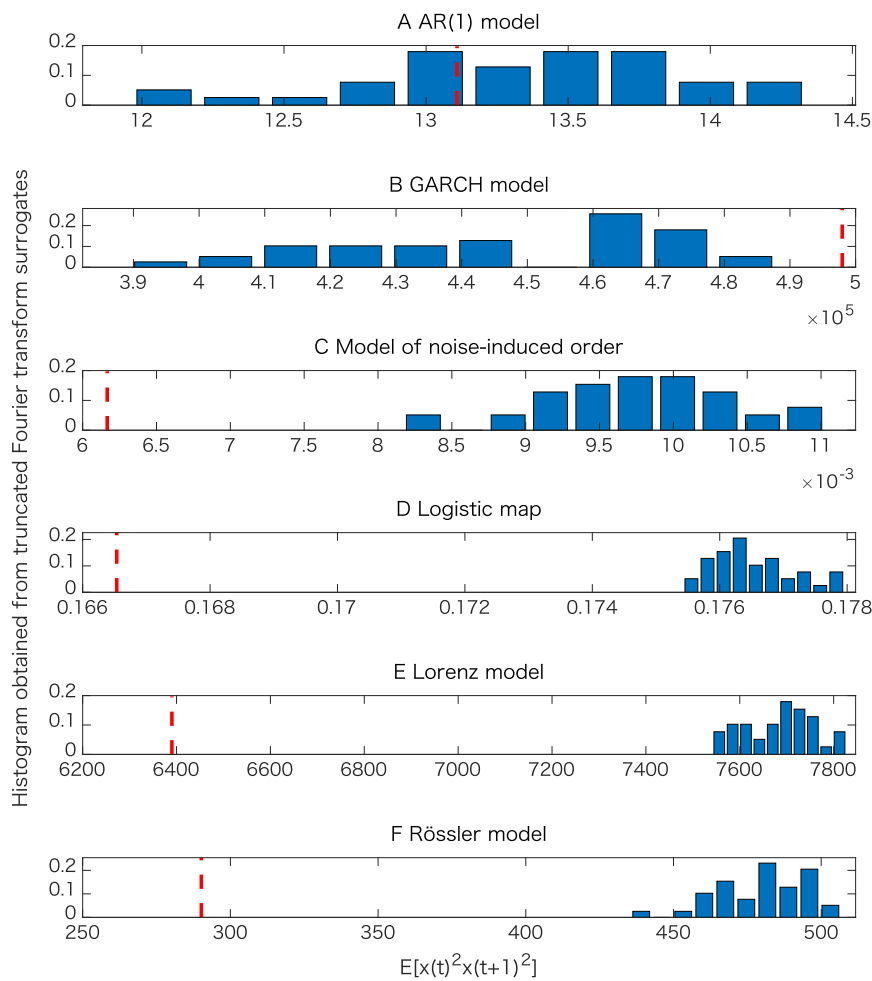 Histogram obtained from truncated Fourier transform surrogates
A AR(1) model
0.2
0.1
0
12 12.5 13 13.5 14 14.5
B GARCH model
0.2
0.1
0
3.9 4 4.1 4.2 4.3 4.4 4.5 4.6 4.7 4.8 4.9 5
×10^5
C Model of noise-induced order
0.2
0.1
0
6 6.5 7 7.5 8 8.5 9 9.5 10 10.5 11
×10^-3
D Logistic map
0.2
0.1
0
0.166 0.168 0.17 0.172 0.174 0.176 0.178
E Lorenz model
0.2
0.1
0
6200 6400 6600 6800 7000 7200 7400 7600 7800
F Rössler model
0.2
0.1
0
250 300 350 400 450 500
E[x(t)^2x(t+1)^2]